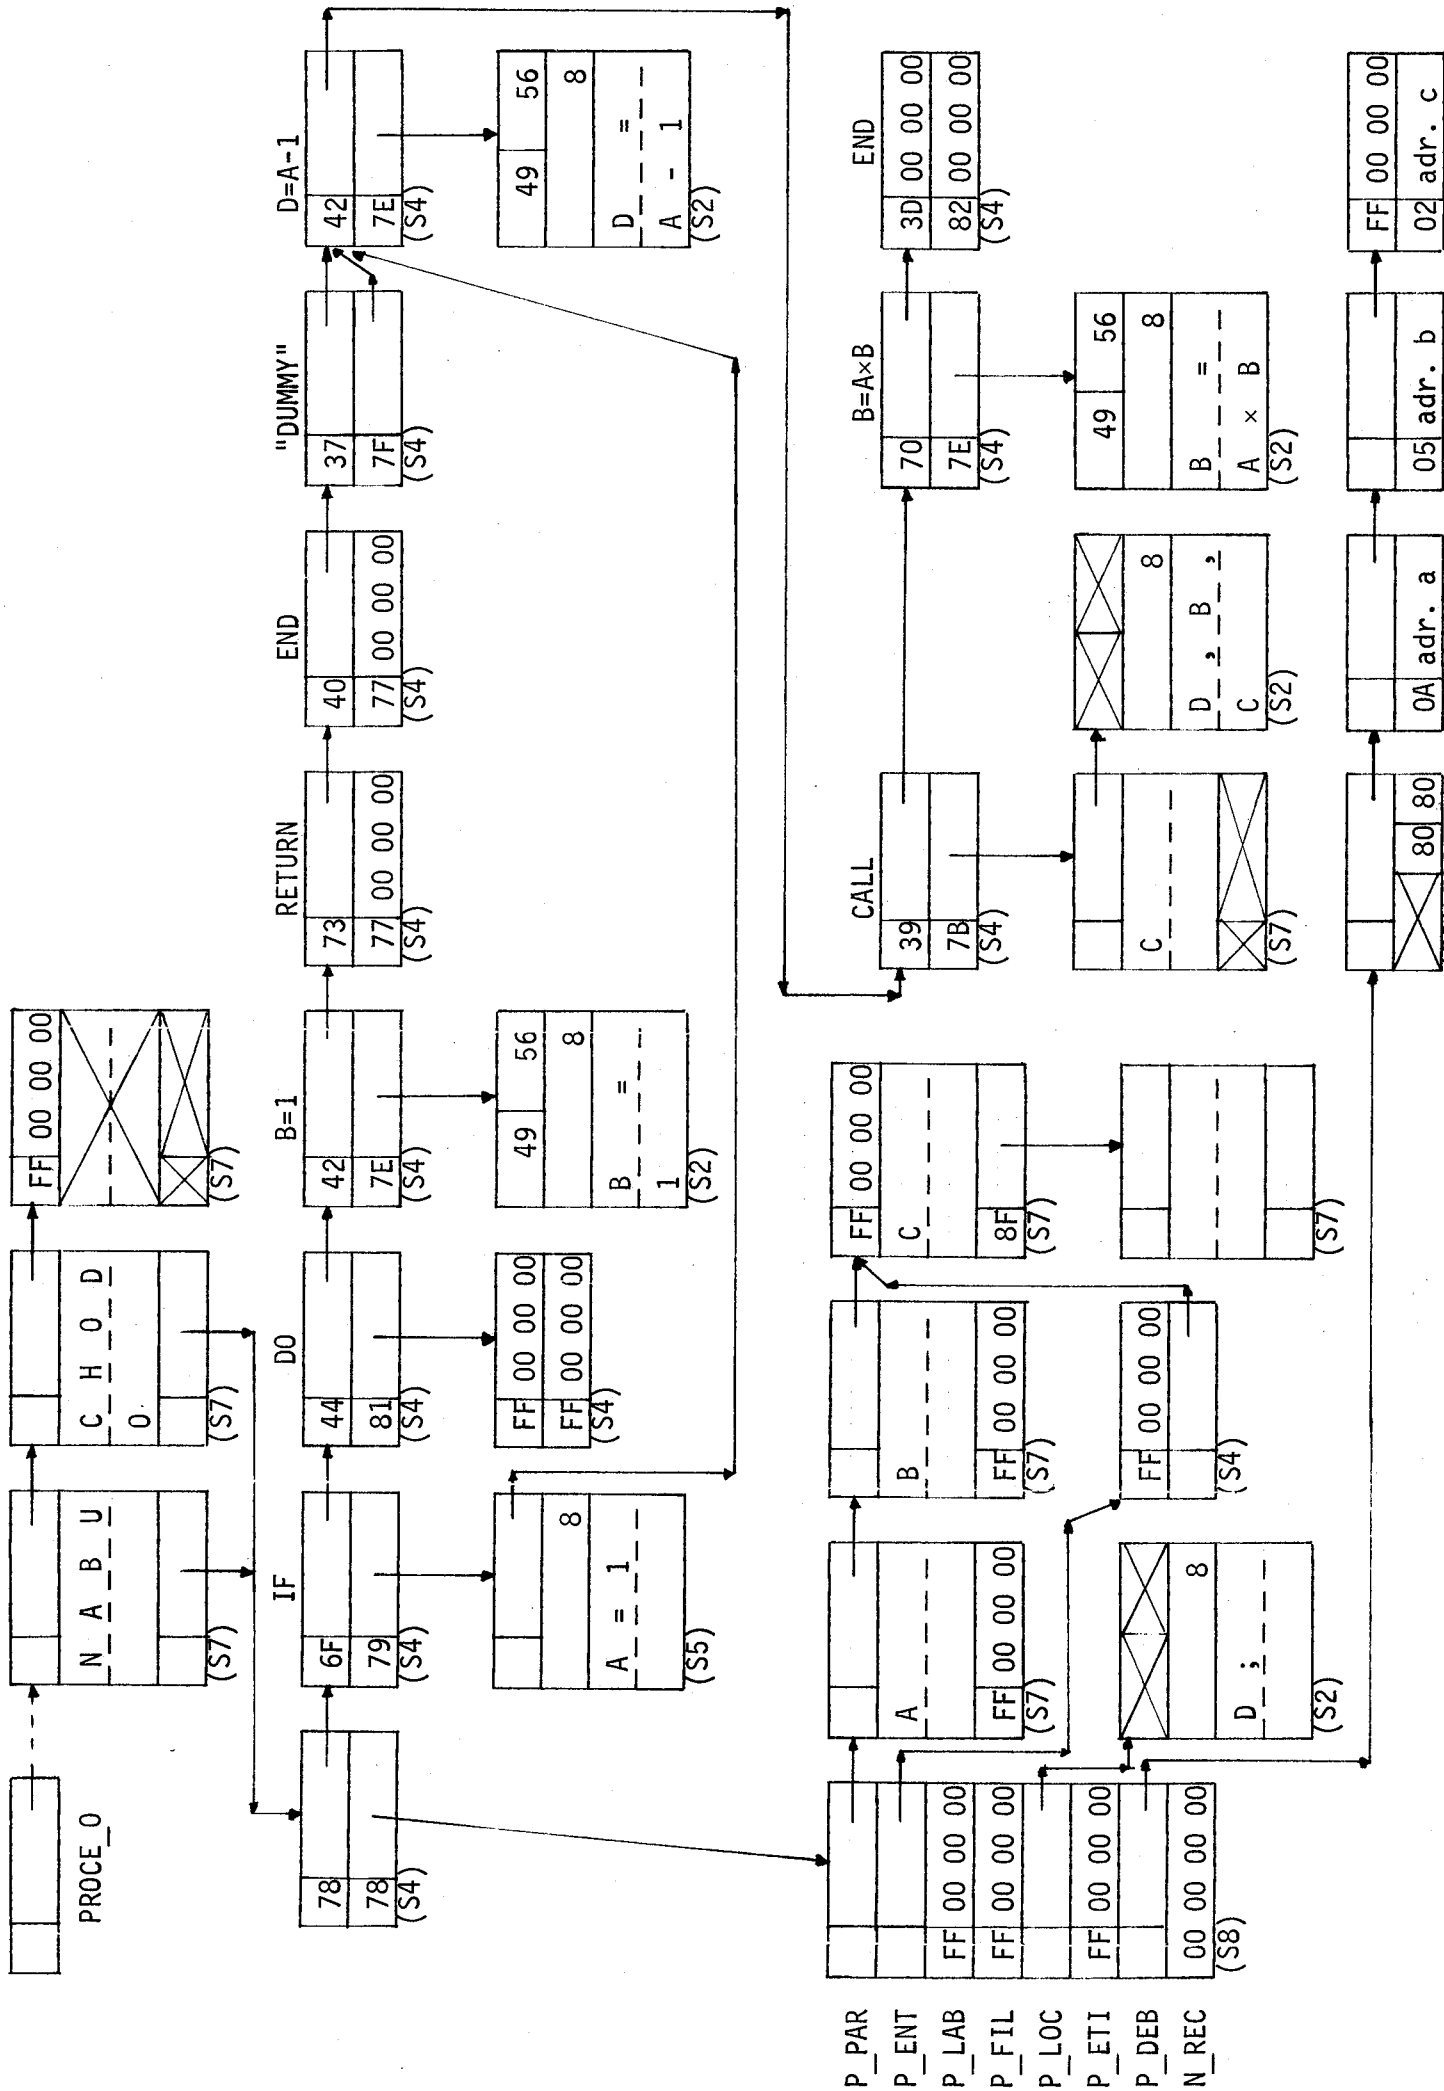 PROCE_O
N A B U
(S7)
C H O D
O
(S7)
FF 00 00 00
(S7)
78
78
(S4)
IF
6F
79
(S4)
8
A = 1
(S5)
DO
44
81
(S4)
FF 00 00 00
FF 00 00 00
(S4)
B=1
42
7E
(S4)
49 56
8
B =
1
(S2)
RETURN
73
77 00 00 00
(S4)
END
40
77 00 00 00
(S4)
"DUMMY"
37
7F
(S4)
D=A-1
42
7E
(S4)
49 56
8
D =
A - 1
(S2)
P_PAR
P_ENT
P_LAB FF 00 00 00
P_FIL FF 00 00 00
P_LOC
P_ETI FF 00 00 00
P_DEB
N_REC 00 00 00 00
(S8)
A
FF 00 00 00
(S7)
B
FF 00 00 00
(S7)
FF 00 00 00
C
8F
(S7)
8
D ;
(S2)
FF 00 00 00
(S4)
(S7)
CALL
39
7B
(S4)
C
(S7)
8
D , B ,
C
(S2)
B=A×B
70
7E
(S4)
49 56
8
B =
A × B
(S2)
END
3D 00 00 00
82 00 00 00
(S4)
80 80
0A adr. a
05 adr. b
FF 00 00 00
02 adr. c